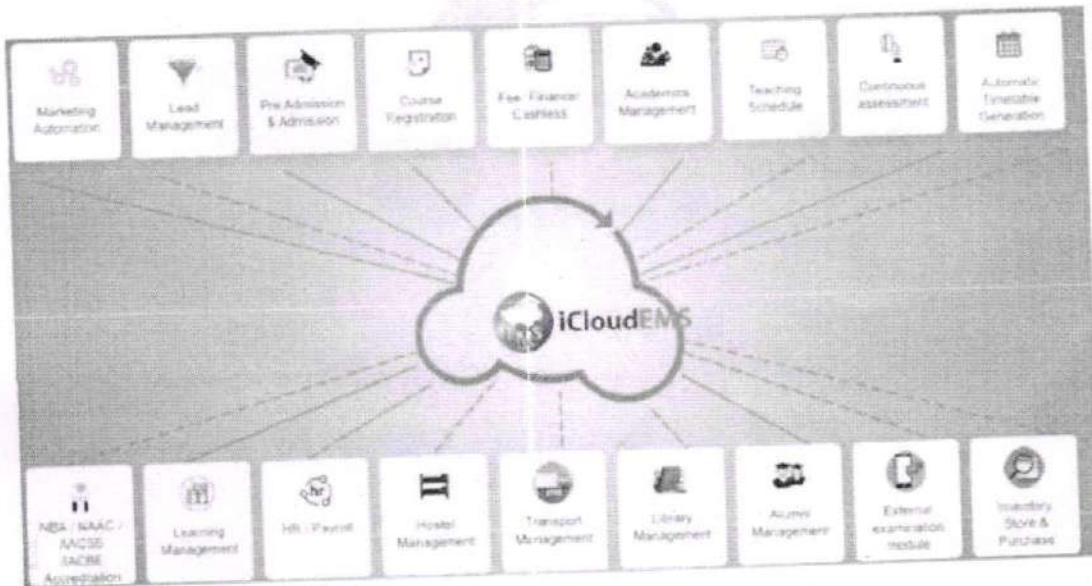 Marketing
Automation
Lead
Management
Pre Admission
& Admission
Course
Registration
Fee - Finance/
Cashless
Academics
Management
Teaching
Schedule
Continuous
assessment
Automatic
Timetable
Generation
iCloudEMS
NBA / NAAC /
AACSB
Accreditation
Learning
Management
hr
HR - Payroll
Hostel
Management
Transport
Management
Library
Management
Alumni
Management
External
examination
module
Inventory
Store &
Purchase